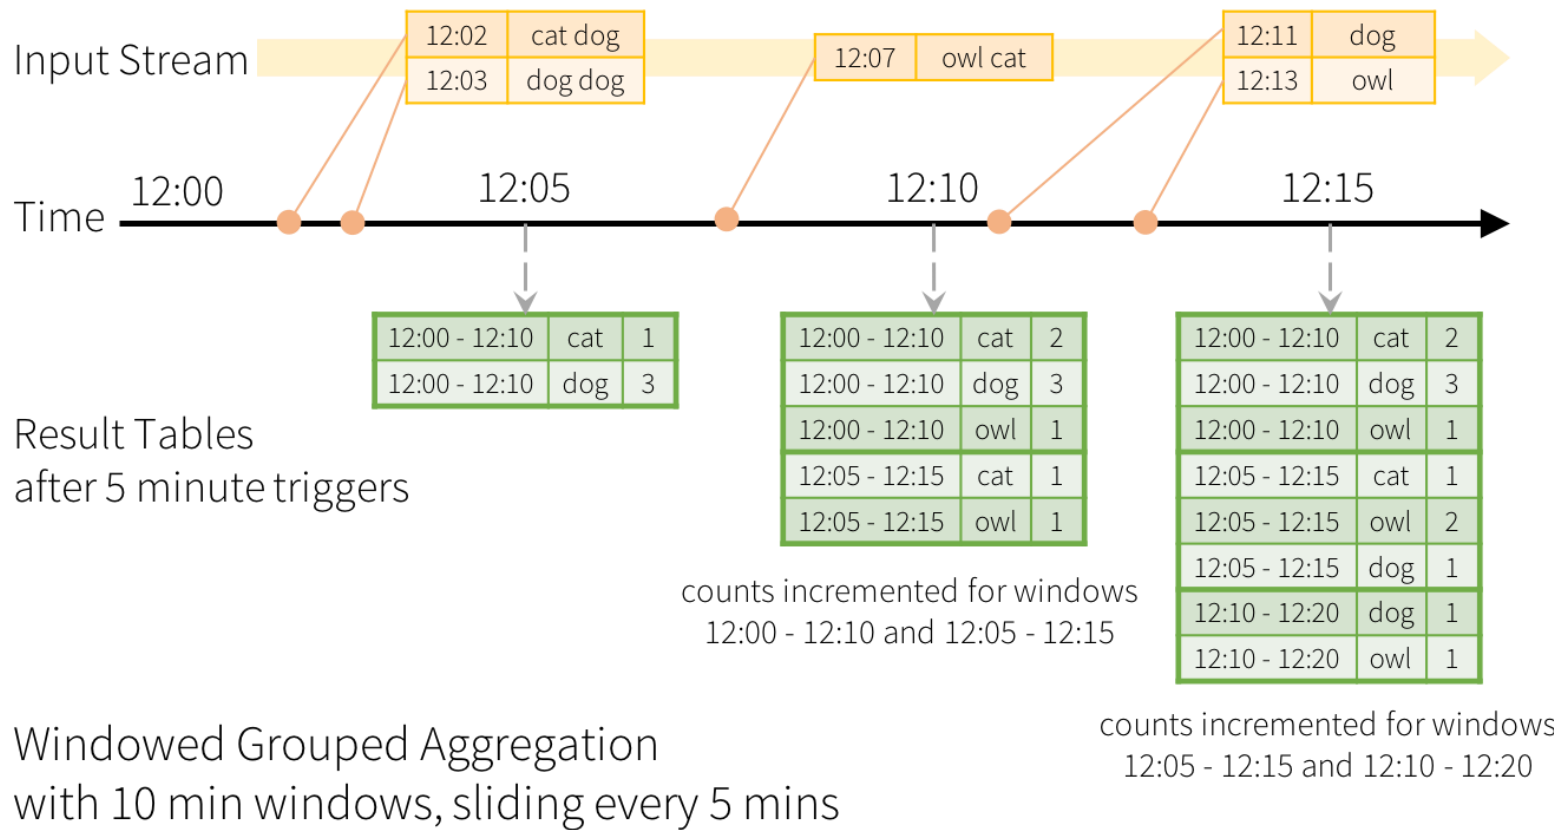 12:02 cat dog
12:03 dog dog
12:07 owl cat
12:11 dog
12:13 owl
Input Stream
12:00 12:05 12:10 12:15
Time
12:00 - 12:10 cat 1
12:00 - 12:10 dog 3
12:00 - 12:10 cat 2
12:00 - 12:10 dog 3
12:00 - 12:10 owl 1
12:05 - 12:15 cat 1
12:05 - 12:15 owl 1
12:00 - 12:10 cat 2
12:00 - 12:10 dog 3
12:00 - 12:10 owl 1
12:05 - 12:15 cat 1
12:05 - 12:15 owl 2
12:05 - 12:15 dog 1
12:10 - 12:20 dog 1
12:10 - 12:20 owl 1
Result Tables
after 5 minute triggers
counts incremented for windows
12:00 - 12:10 and 12:05 - 12:15
counts incremented for windows
12:05 - 12:15 and 12:10 - 12:20
Windowed Grouped Aggregation
with 10 min windows, sliding every 5 mins